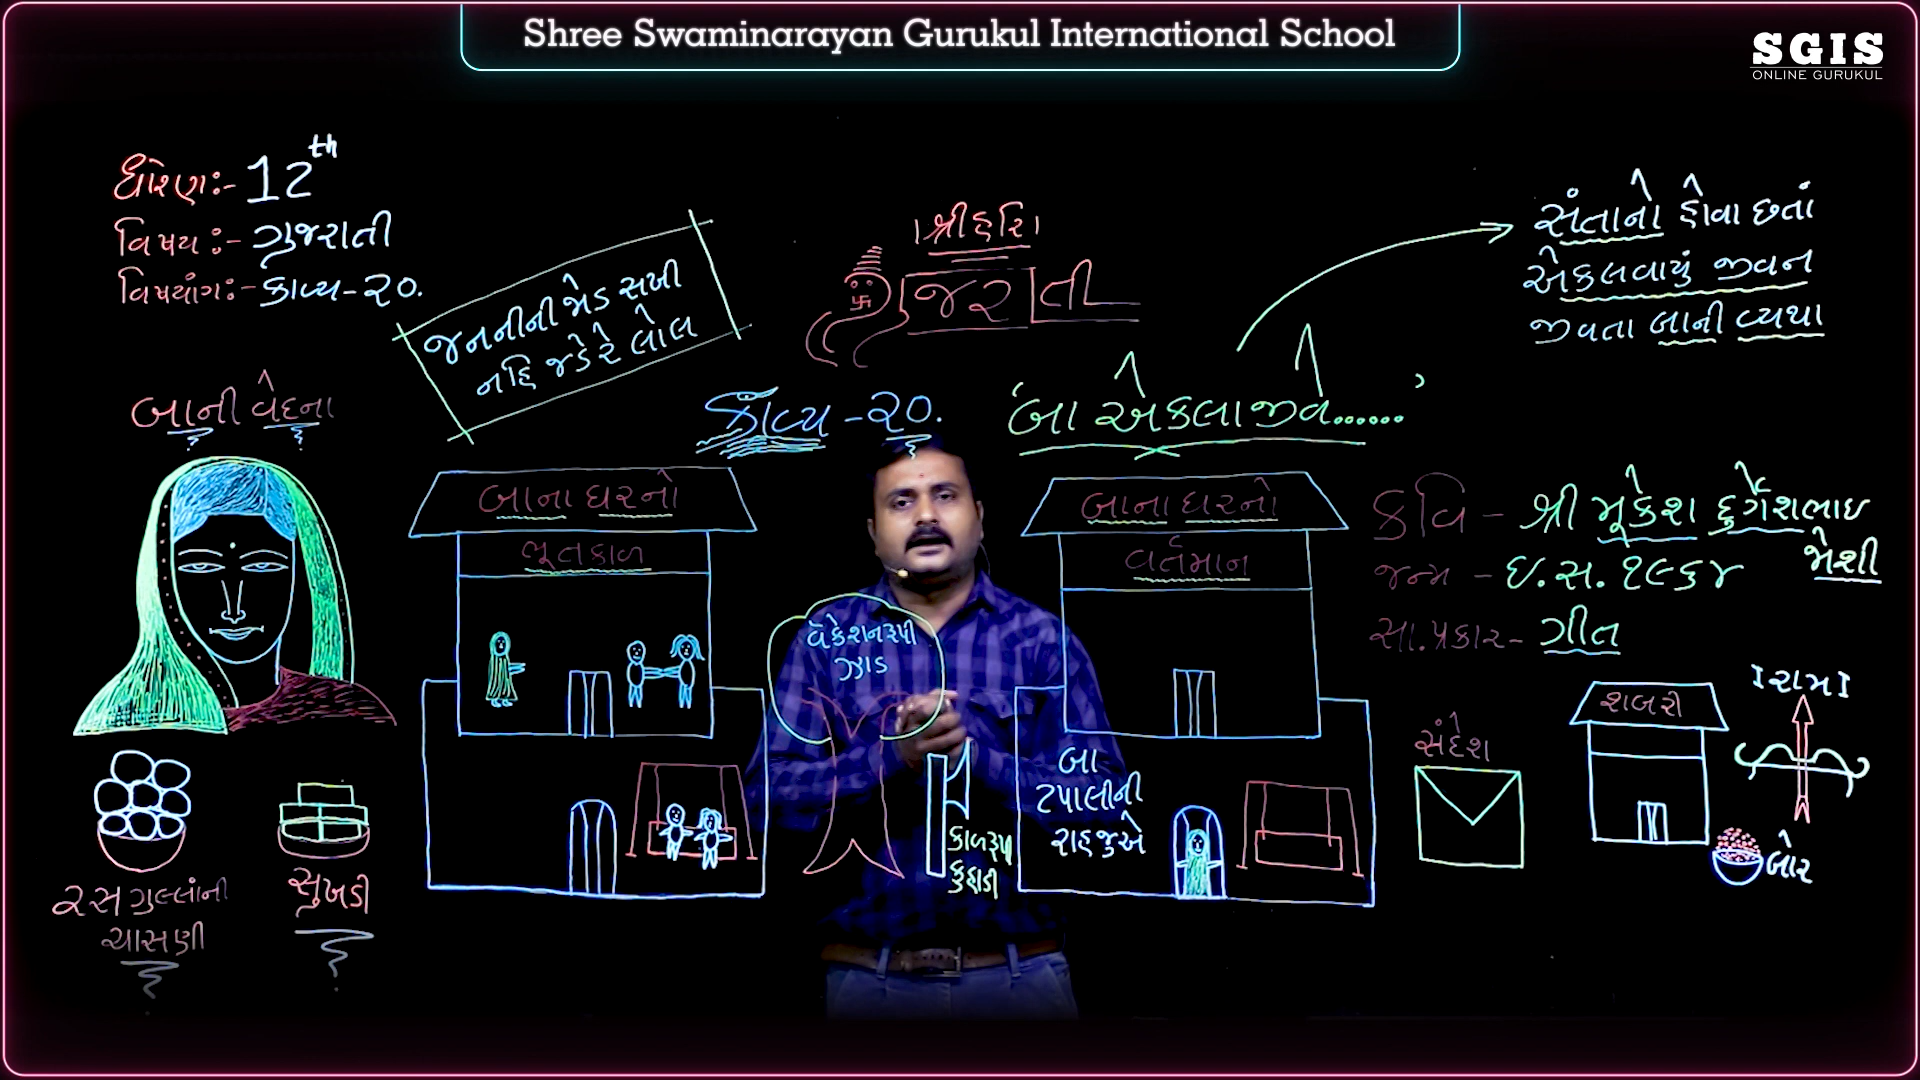 Shree Swaminarayan Gurukul International School
SGIS
ONLINE GURUKUL
ધોરણઃ- 12th
વિષયઃ- ગુજરાતી
વિષયાંગઃ- કાવ્ય-૨૦.
જનનીની જોડ સખી
નહિ જડે રે લોલ
।શ્રીહરિ।
ગુજરાતી
સંતાનો હોવા છતાં
એકલવાયું જીવન
જીવતા બાની વ્યથા
કાવ્ય-૨૦.
‘બા એકલા જીવે......’
બાની વેદના
બાના ઘરનો
ભૂતકાળ
વૅકેશનરૂપી
ઝાડ
કાળરૂપી
કુહાડી
બાના ઘરનો
વર્તમાન
બા
ટપાલીની
રાહ જુએ
કવિ - શ્રી મૂકેશ દુર્ગેશભાઇ
જોશી
જન્મ - ઇ.સ. ૧૯૬૪
સા.પ્રકાર- ગીત
સંદેશ
શબરી
।રામ।
બોર
રસગુલ્લાંની
ચાસણી
સુખડી